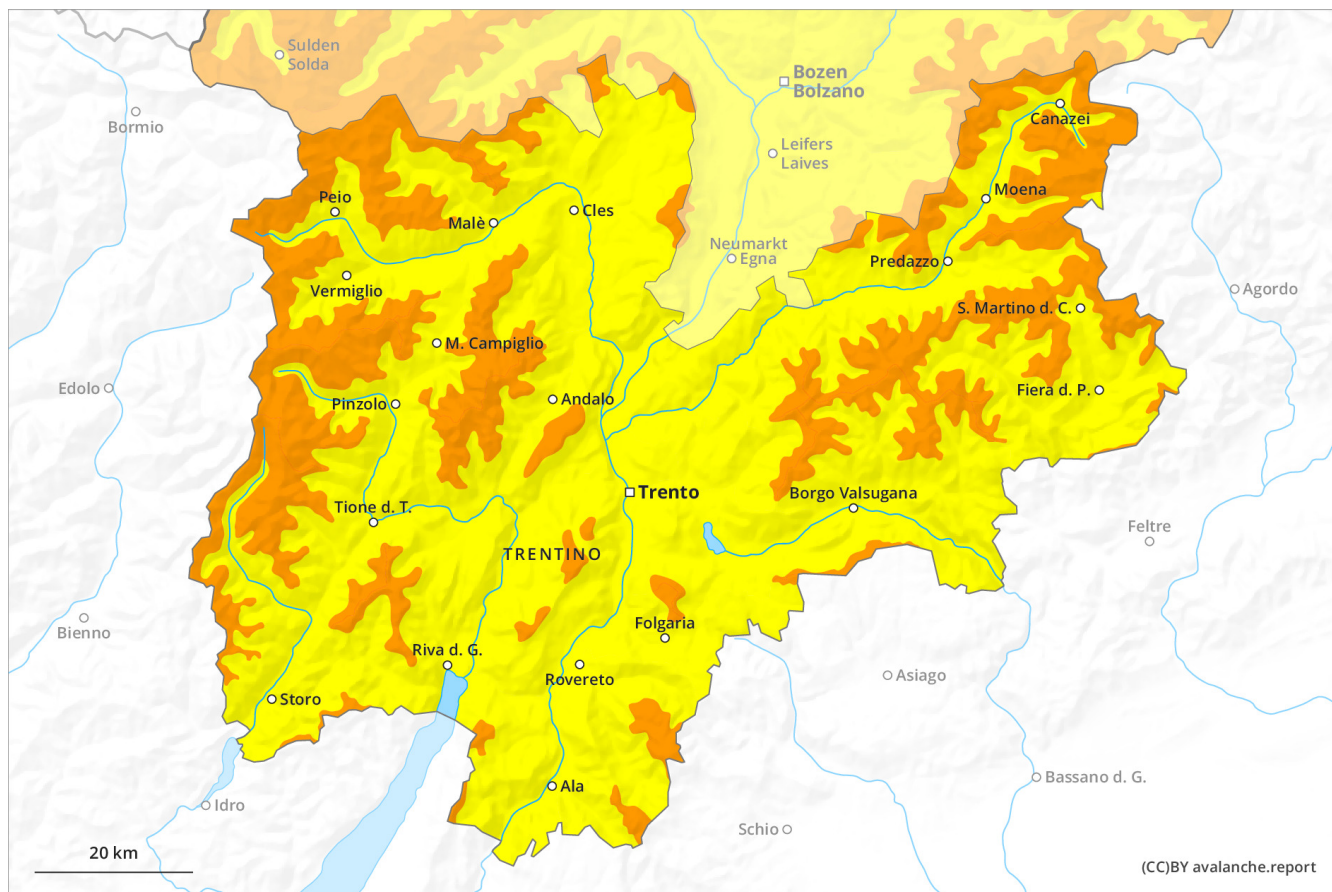 Sulden
Solda
Bozen
Bolzano
Bormio
Canazei
Leifers
Laives
Peio
Moena
Malè
Cles
Neumarkt
Egna
Predazzo
Vermiglio
Agordo
S. Martino d. C.
M. Campiglio
Edolo
Fiera d. P.
Pinzolo
Andalo
Trento
Borgo Valsugana
Tione d. T.
Feltre
TRENTINO
Bienno
Folgaria
Riva d. G.
Rovereto
Asiago
Storo
Bassano d. G.
Ala
Idro
Schio
20 km
(CC)BY avalanche.report